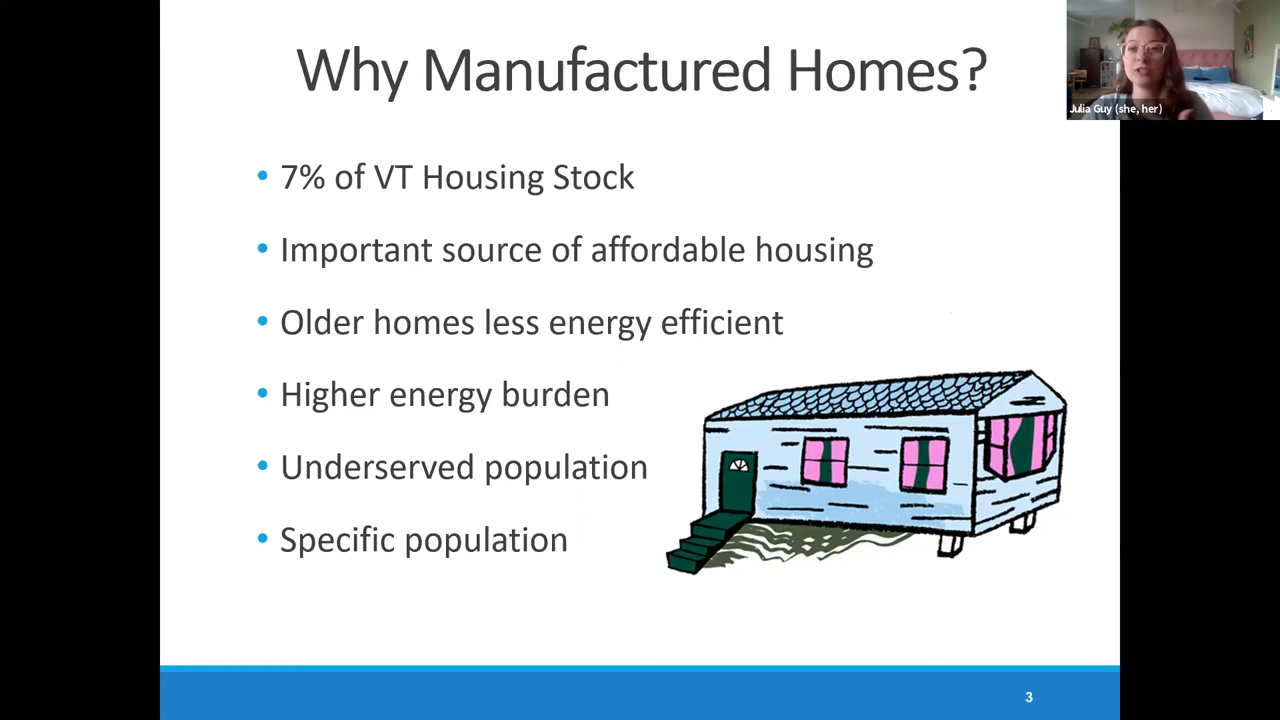 Why Manufactured Homes?
Julia Guy (she, her)
• 7% of VT Housing Stock
• Important source of affordable housing
• Older homes less energy efficient
• Higher energy burden
• Underserved population
• Specific population
3